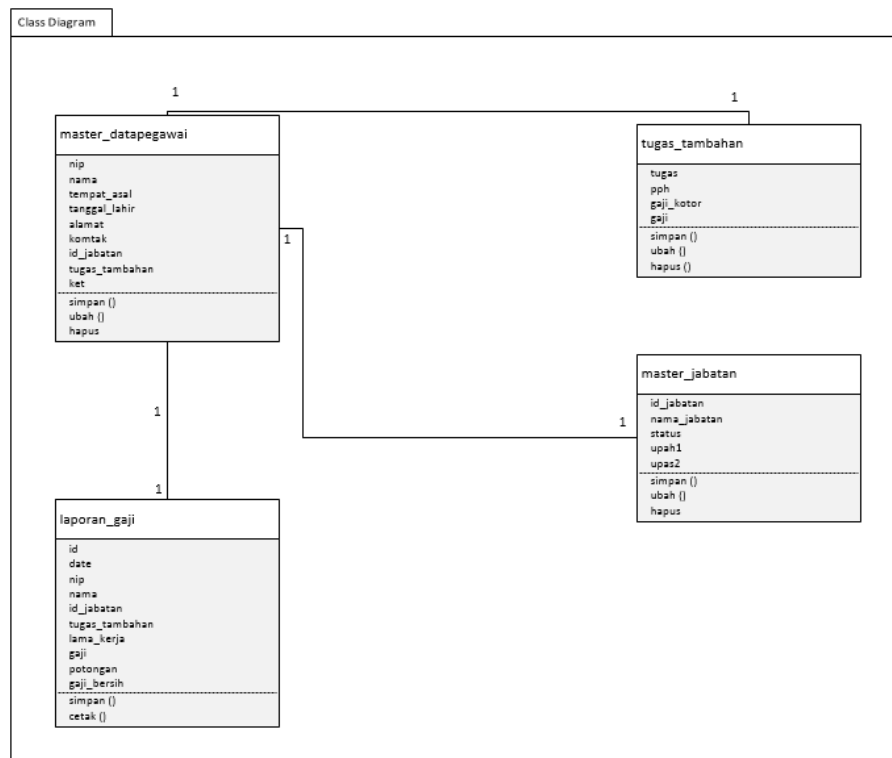 Class Diagram
1
1
master_datapegawai
nip
nama
tempat_asal
tanggal_lahir
alamat
komtak
id_jabatan
tugas_tambahan
ket
simpan ()
ubah ()
hapus
1
tugas_tambahan
tugas
pph
gaji_kotor
gaji
simpan ()
ubah ()
hapus ()
master_jabatan
id_jabatan
nama_jabatan
status
upah1
upas2
simpan ()
ubah ()
hapus
1
1
1
laporan_gaji
id
date
nip
nama
id_jabatan
tugas_tambahan
lama_kerja
gaji
potongan
gaji_bersih
simpan ()
cetak ()